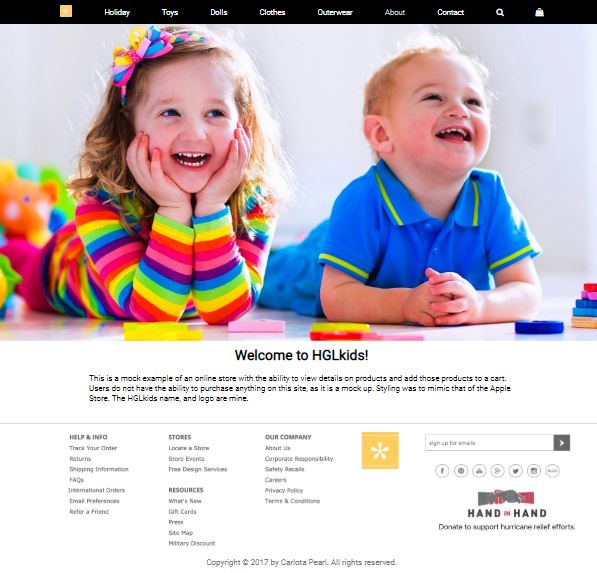 Holiday Toys Dolls Clothes Outerwear About Contact
Welcome to HGLkids!
This is a mock example of an online store with the ability to view details on products and add those products to a cart.
Users do not have the ability to purchase anything on this site, as it is a mock up. Styling was to mimic that of the Apple
Store. The HGLkids name, and logo are mine.
HELP & INFO
Track Your Order
Returns
Shipping Information
FAQs
International Orders
Email Preferences
Refer a Friend
STORES
Locate a Store
Store Events
Free Design Services
RESOURCES
What's New
Gift Cards
Press
Site Map
Military Discount
OUR COMPANY
About Us
Corporate Responsibility
Safety Recalls
Careers
Privacy Policy
Terms & Conditions
sign up for emails
HAND IN HAND
Donate to support hurricane relief efforts.
Copyright © 2017 by Carlota Pearl. All rights reserved.